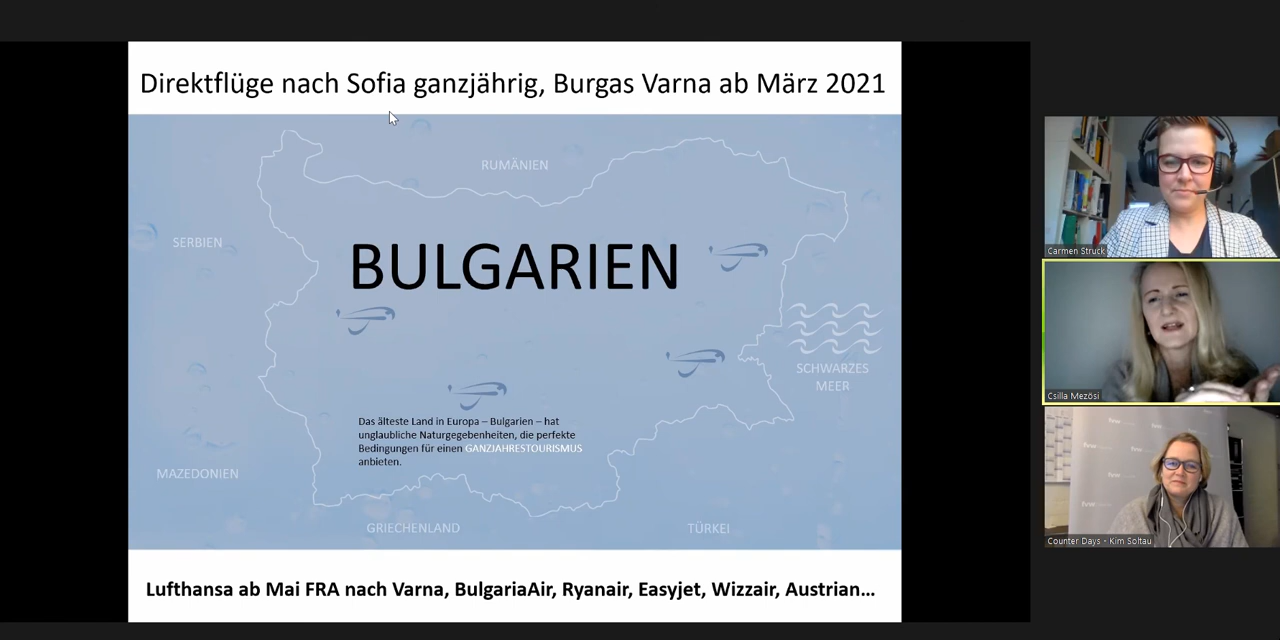 Direktflüge nach Sofia ganzjährig, Burgas Varna ab März 2021
RUMÄNIEN
SERBIEN
BULGARIEN
SCHWARZES
MEER
Das älteste Land in Europa – Bulgarien – hat
unglaubliche Naturgegebenheiten, die perfekte
Bedingungen für einen GANZJAHRESTOURISMUS
anbieten.
MAZEDONIEN
GRIECHENLAND
TÜRKEI
Lufthansa ab Mai FRA nach Varna, BulgariaAir, Ryanair, Easyjet, Wizzair, Austrian…
Carmen Struck
Csilla Mezösi
Counter Days - Kim Soltau